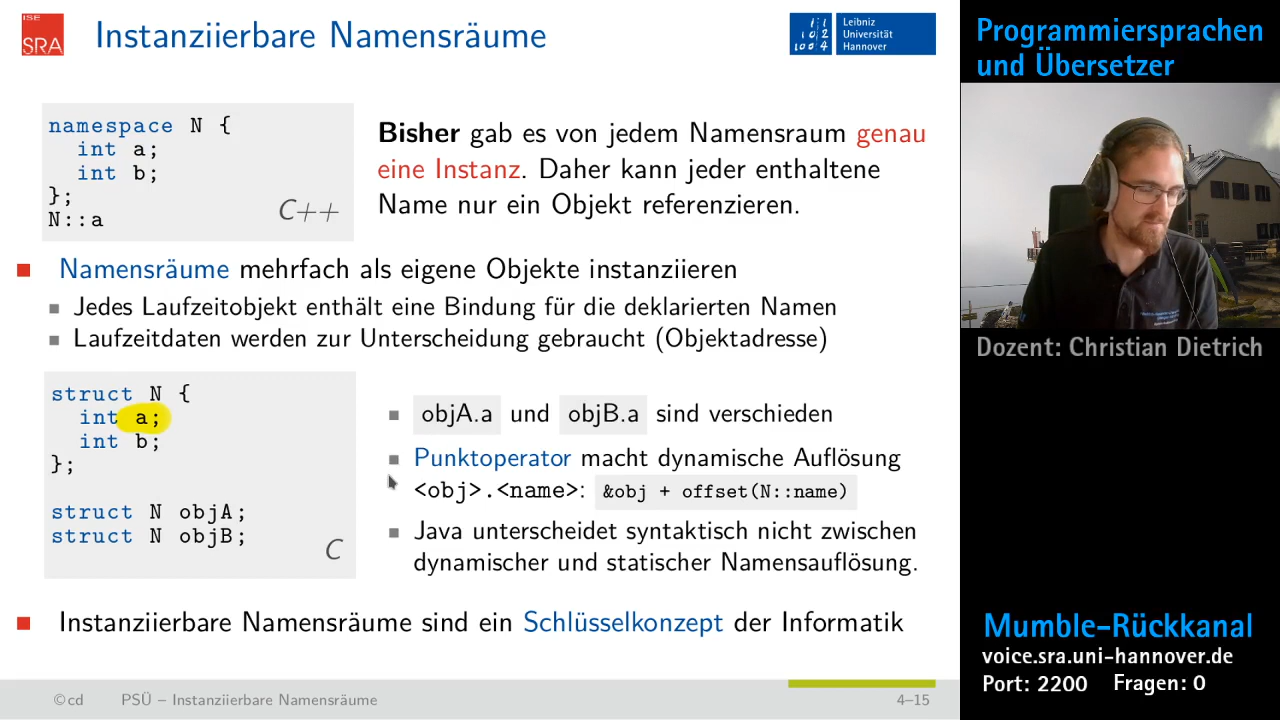 ISE
SRA
Instanziierbare Namensräume
Leibniz
Universität
Hannover
namespace N {
int a;
int b;
};
N::a
C++
Bisher gab es von jedem Namensraum genau
eine Instanz. Daher kann jeder enthaltene
Name nur ein Objekt referenzieren.
Namensräume mehrfach als eigene Objekte instanziieren
Jedes Laufzeitobjekt enthält eine Bindung für die deklarierten Namen
Laufzeitdaten werden zur Unterscheidung gebraucht (Objektadresse)
struct N {
int a;
int b;
};
struct N objA;
struct N objB;
C
objA.a und objB.a sind verschieden
Punktoperator macht dynamische Auflösung
<obj>.<name>: &obj + offset(N::name)
Java unterscheidet syntaktisch nicht zwischen
dynamischer und statischer Namensauflösung.
Instanziierbare Namensräume sind ein Schlüsselkonzept der Informatik
©cd PSÜ – Instanziierbare Namensräume 4–15
Programmiersprachen
und Übersetzer
Dozent: Christian Dietrich
Mumble-Rückkanal
voice.sra.uni-hannover.de
Port: 2200 Fragen: 0